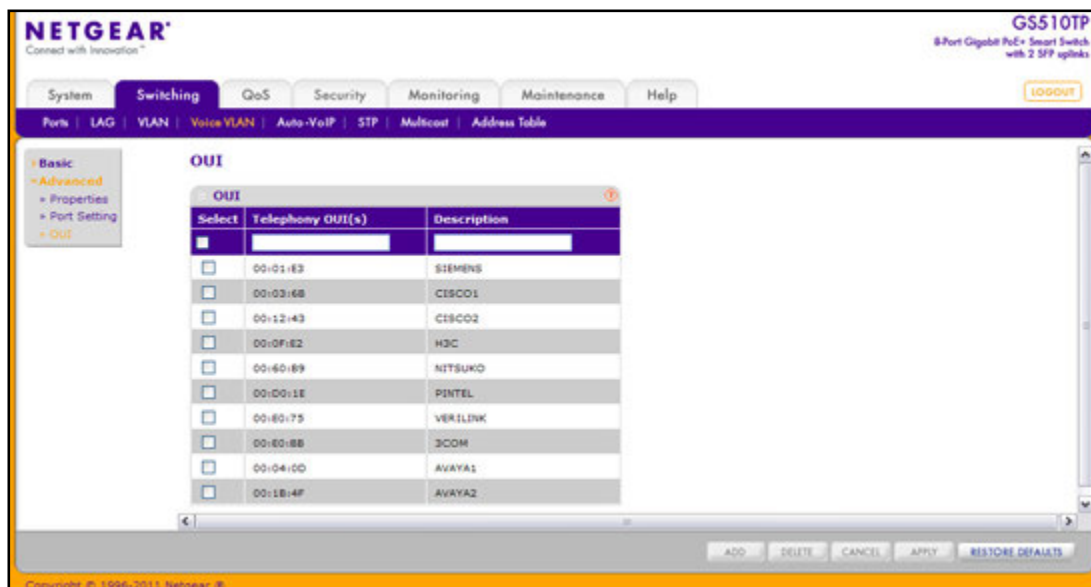 NETGEAR®
Connect with Innovation™
GS510TP
8-Port Gigabit PoE+ Smart Switch
with 2 SFP uplinks
System Switching QoS Security Monitoring Maintenance Help
LOGOUT
Ports | LAG | VLAN | Voice VLAN | Auto-VoIP | STP | Multicast | Address Table
Basic
Advanced
» Properties
» Port Setting
» OUI
OUI
OUI
Select Telephony OUI(s) Description
00:01:E3 SIEMENS
00:03:6B CISCO1
00:12:43 CISCO2
00:0F:E2 H3C
00:60:B9 NITSUKO
00:D0:1E PINTEL
00:E0:75 VERILINK
00:E0:BB 3COM
00:04:0D AVAYA1
00:1B:4F AVAYA2
ADD DELETE CANCEL APPLY RESTORE DEFAULTS
Copyright © 1996-2011 Netgear ®